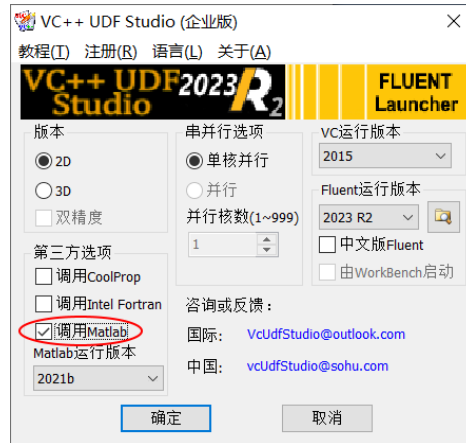 VC++ UDF Studio (企业版)
教程(T) 注册(R) 语言(L) 关于(A)
VC++ UDF Studio 2023 R2
FLUENT Launcher
版本
2D
3D
双精度
串并行选项
单核并行
并行
并行核数(1~999)
1
VC运行版本
2015
Fluent运行版本
2023 R2
中文版Fluent
由WorkBench启动
第三方选项
调用CoolProp
调用Intel Fortran
调用Matlab
Matlab运行版本
2021b
咨询或反馈：
国际: VcUdfStudio@outlook.com
中国: vcUdfStudio@sohu.com
确定
取消